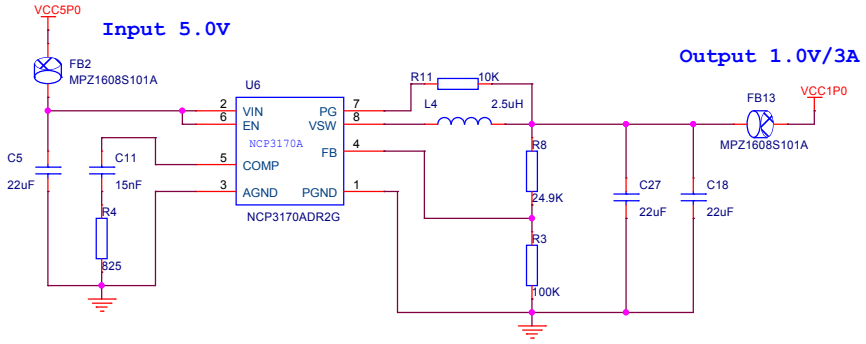 VCC5P0
Input 5.0V
Output 1.0V/3A
FB2
MPZ1608S101A
U6
R11
10K
FB13
VCC1P0
L4
2.5uH
2
VIN
PG
7
6
EN
VSW
8
NCP3170A
MPZ1608S101A
C5
22uF
C11
15nF
5
COMP
FB
4
R8
24.9K
3
AGND
PGND
1
C27
22uF
C18
22uF
R4
825
NCP3170ADR2G
R3
100K